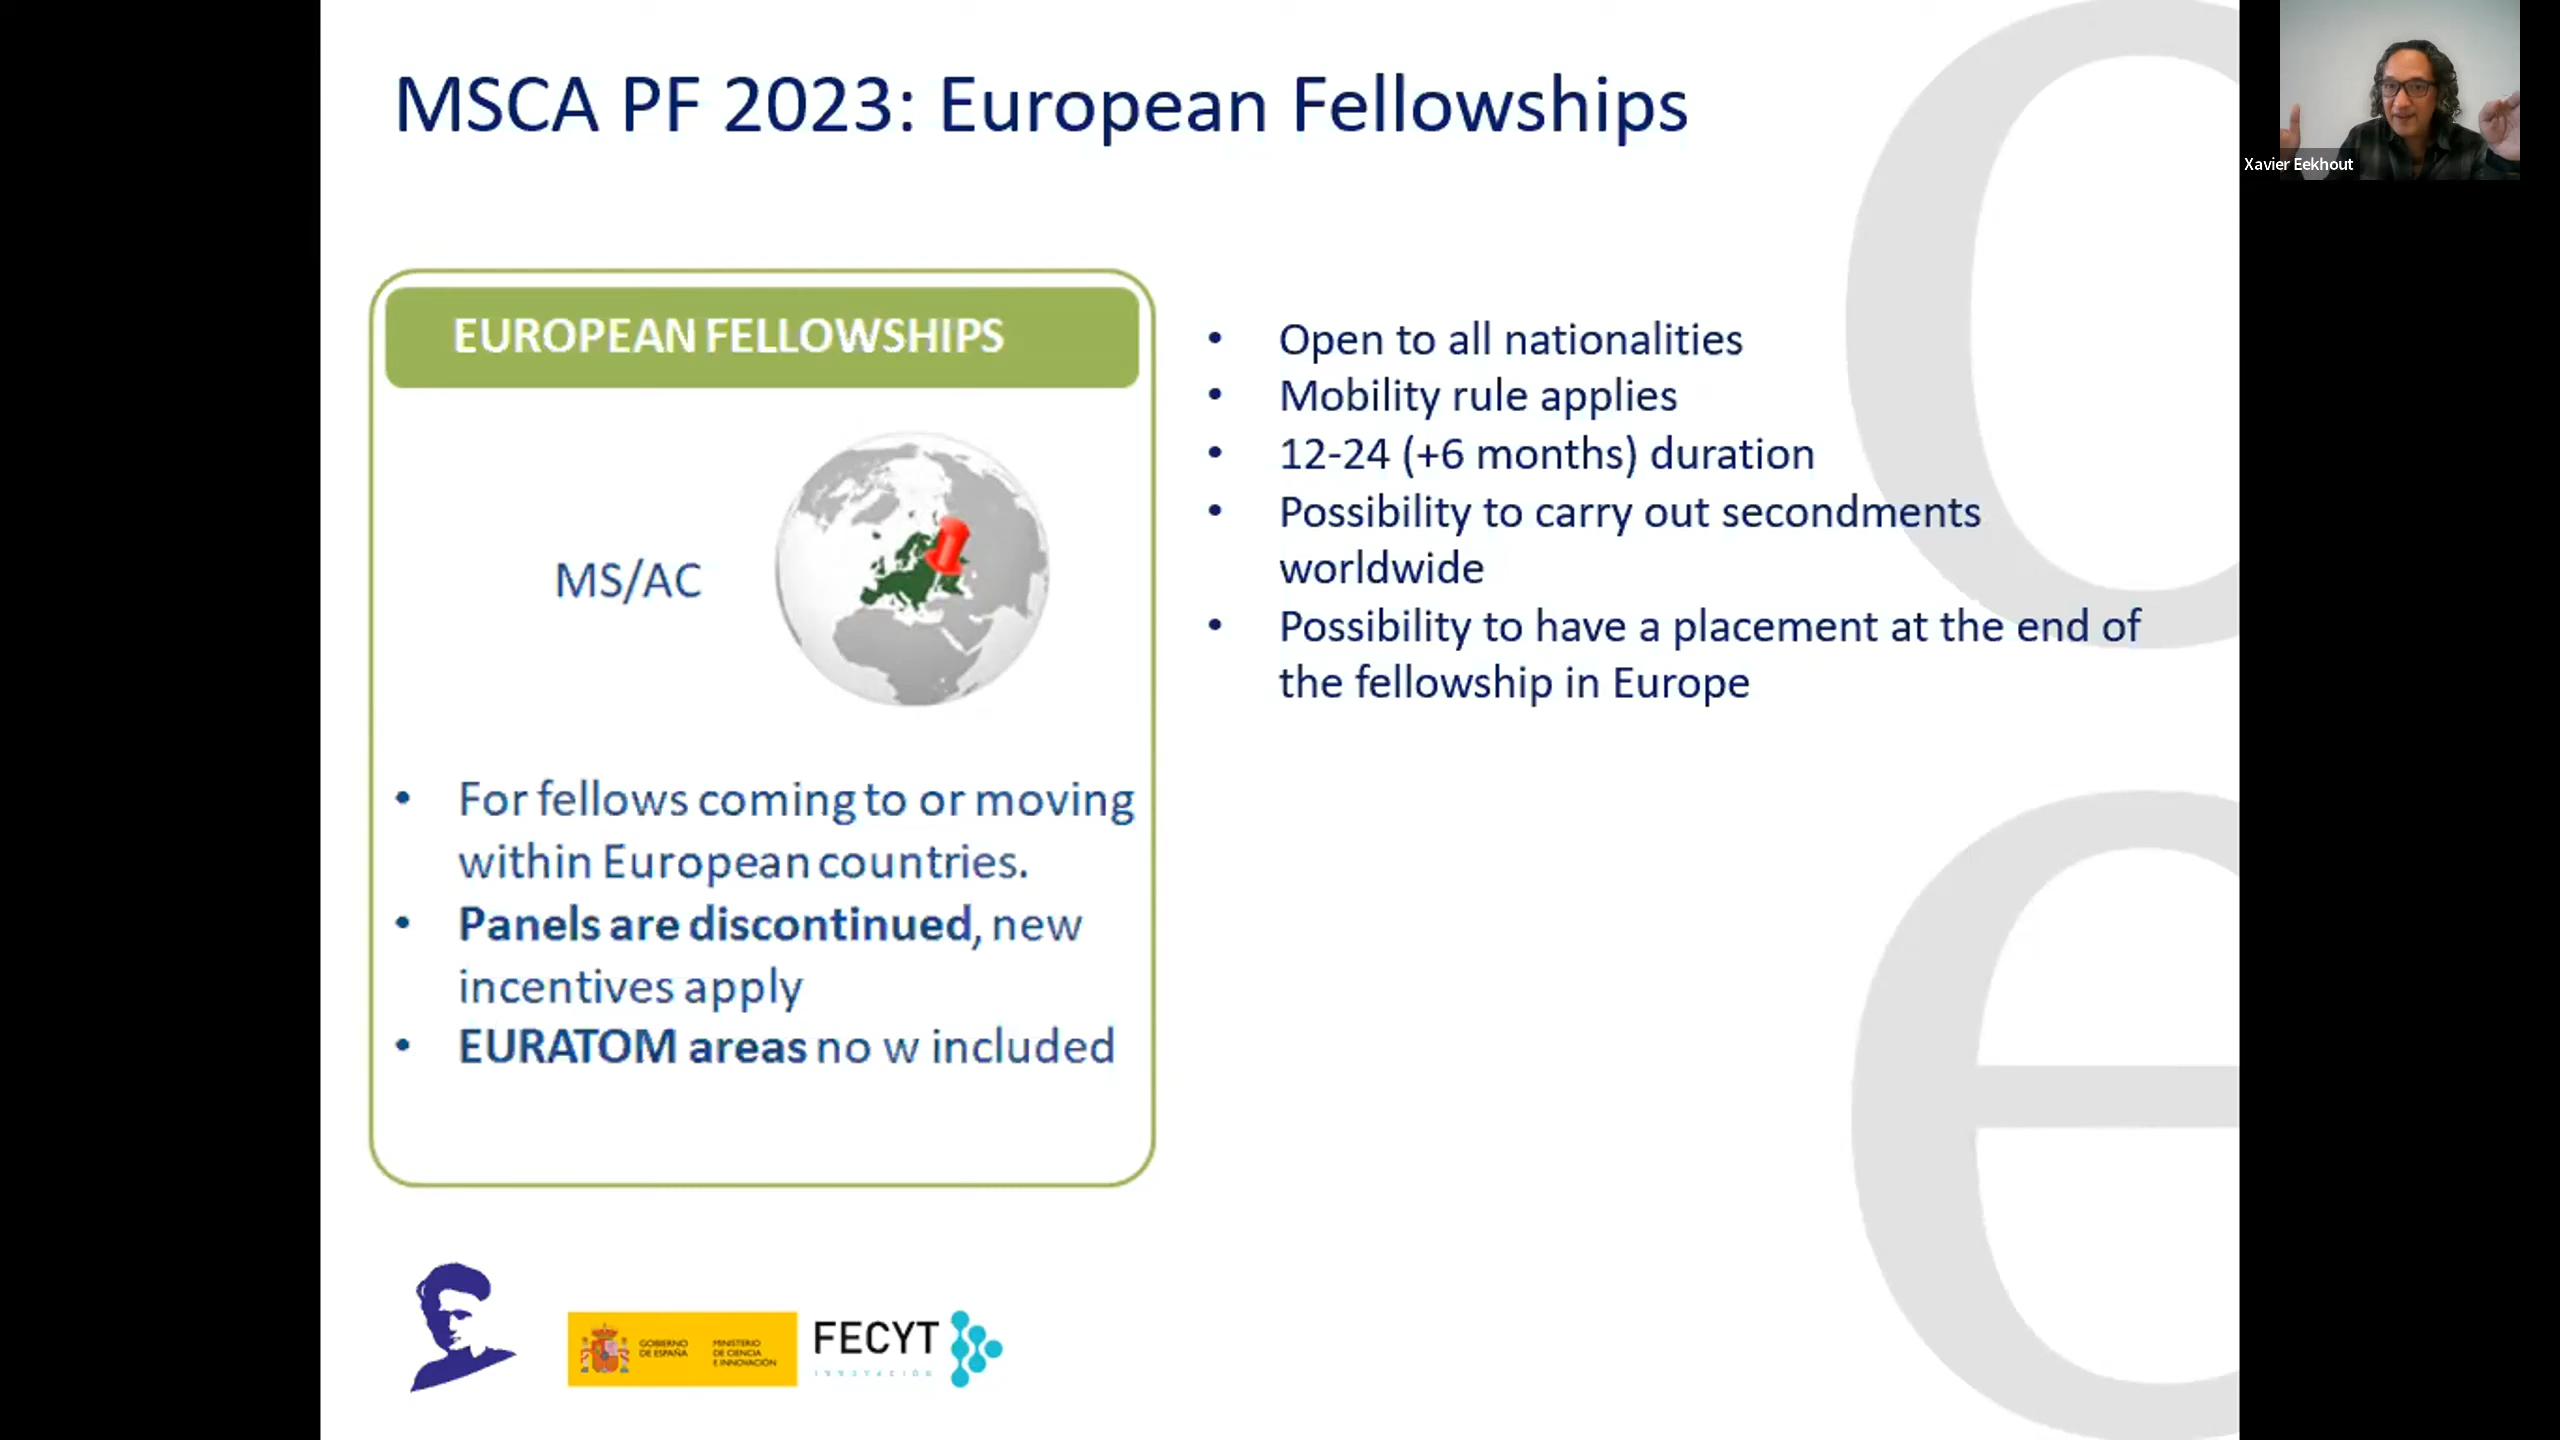 MSCA PF 2023: European Fellowships
Xavier Eekhout
EUROPEAN FELLOWSHIPS
MS/AC
• For fellows coming to or moving
within European countries.
• Panels are discontinued, new
incentives apply
• EURATOM areas no w included
• Open to all nationalities
• Mobility rule applies
• 12-24 (+6 months) duration
• Possibility to carry out secondments
worldwide
• Possibility to have a placement at the end of
the fellowship in Europe
GOBIERNO
DE ESPAÑA
MINISTERIO
DE CIENCIA
E INNOVACIÓN
FECYT
INNOVACIÓN